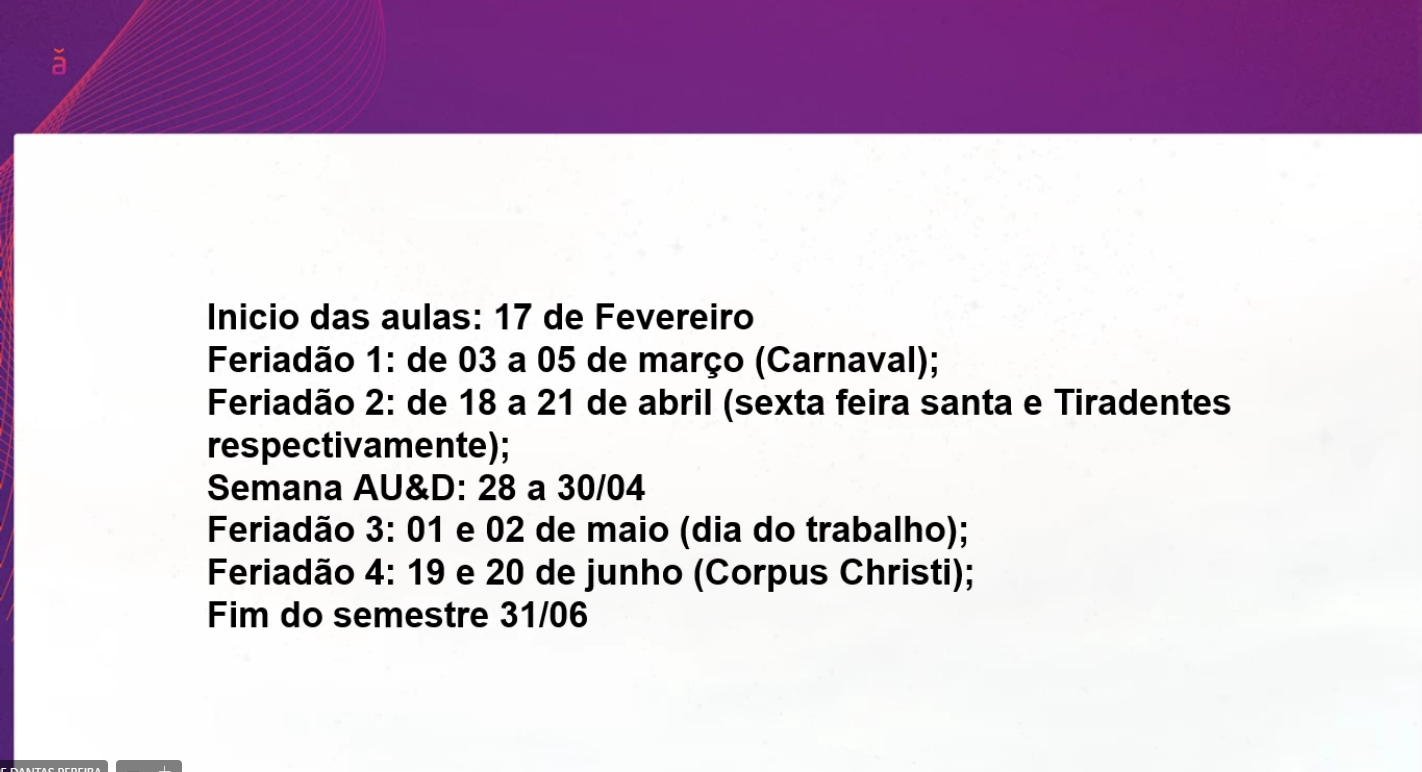 Inicio das aulas: 17 de Fevereiro
Feriadão 1: de 03 a 05 de março (Carnaval);
Feriadão 2: de 18 a 21 de abril (sexta feira santa e Tiradentes
respectivamente);
Semana AU&D: 28 a 30/04
Feriadão 3: 01 e 02 de maio (dia do trabalho);
Feriadão 4: 19 e 20 de junho (Corpus Christi);
Fim do semestre 31/06
E DANTAS PEREIRA